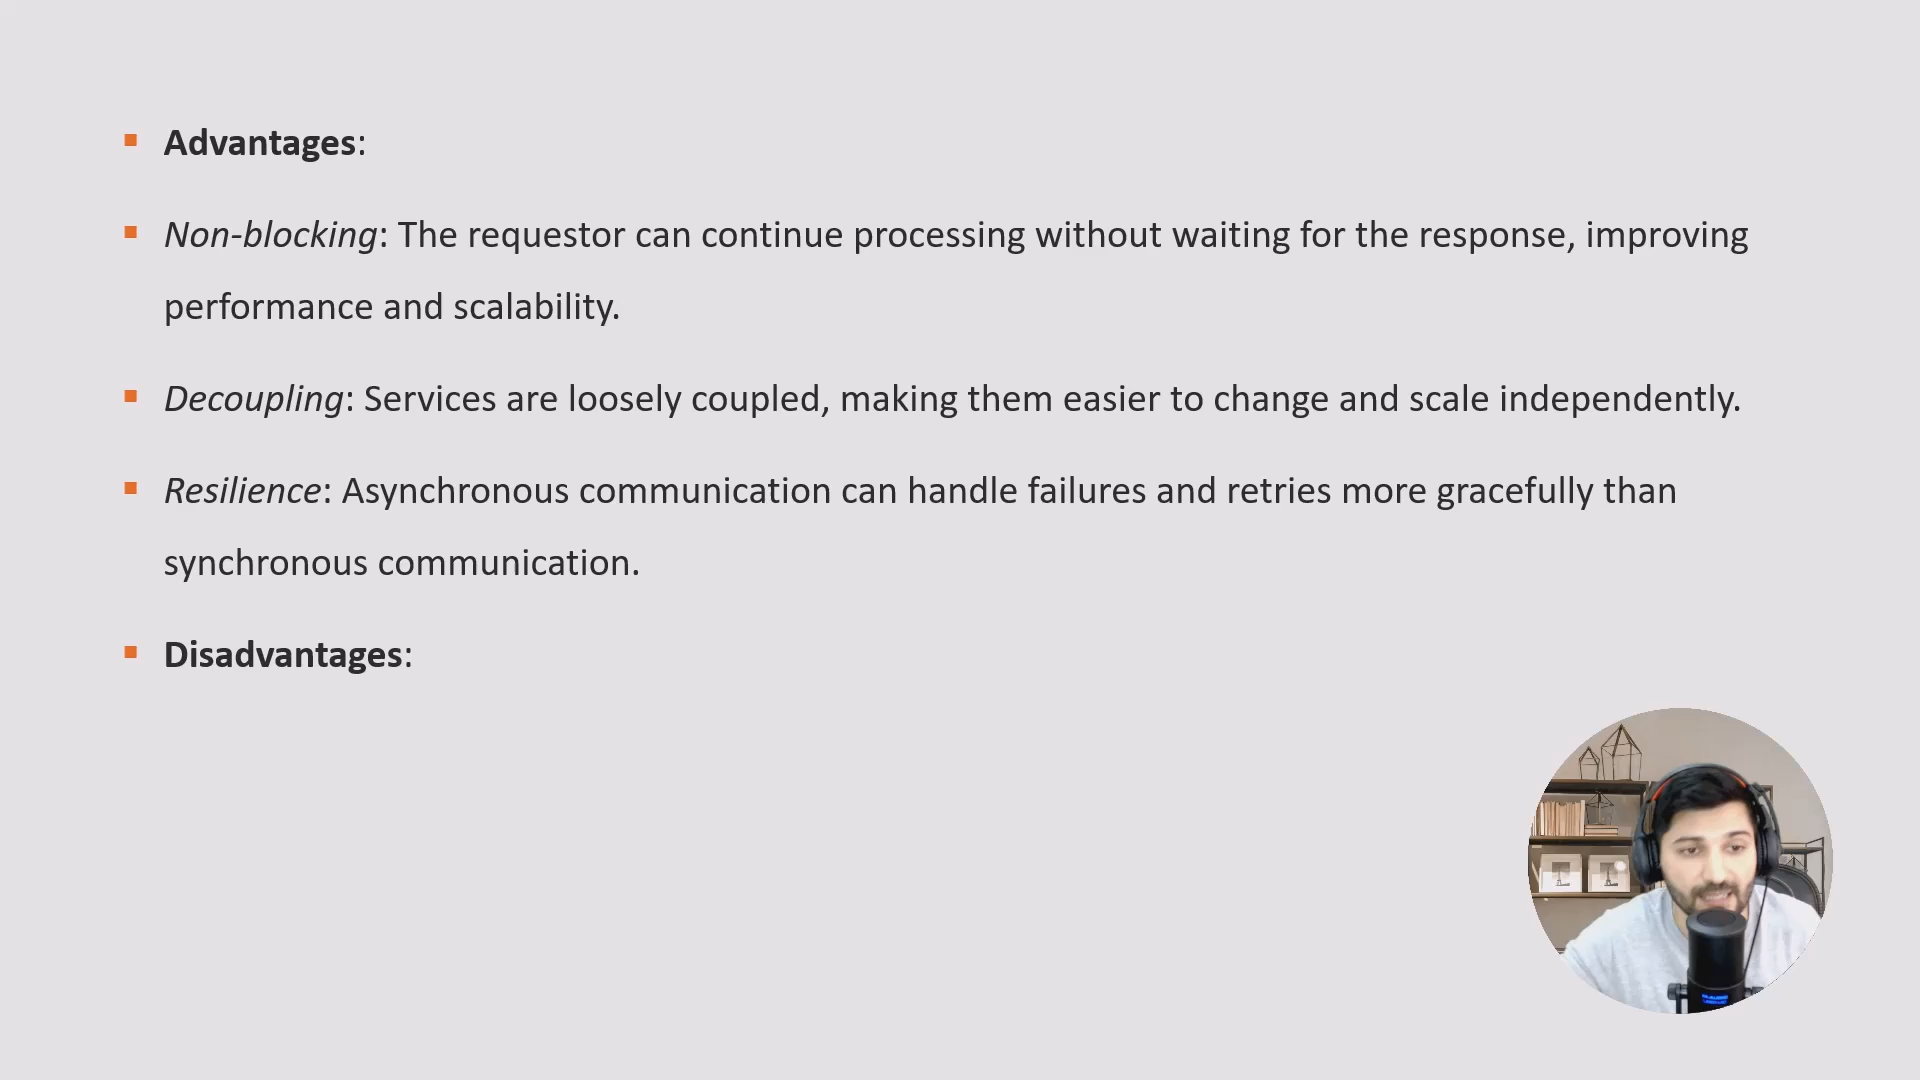 Advantages:
Non-blocking: The requestor can continue processing without waiting for the response, improving
performance and scalability.
Decoupling: Services are loosely coupled, making them easier to change and scale independently.
Resilience: Asynchronous communication can handle failures and retries more gracefully than
synchronous communication.
Disadvantages: